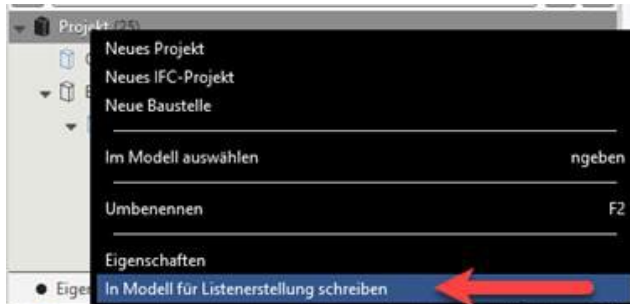 Projekt (25)
Neues Projekt
Neues IFC-Projekt
Neue Baustelle
Im Modell auswählen ngeben
Umbenennen F2
Eigenschaften
Eige
In Modell für Listenerstellung schreiben